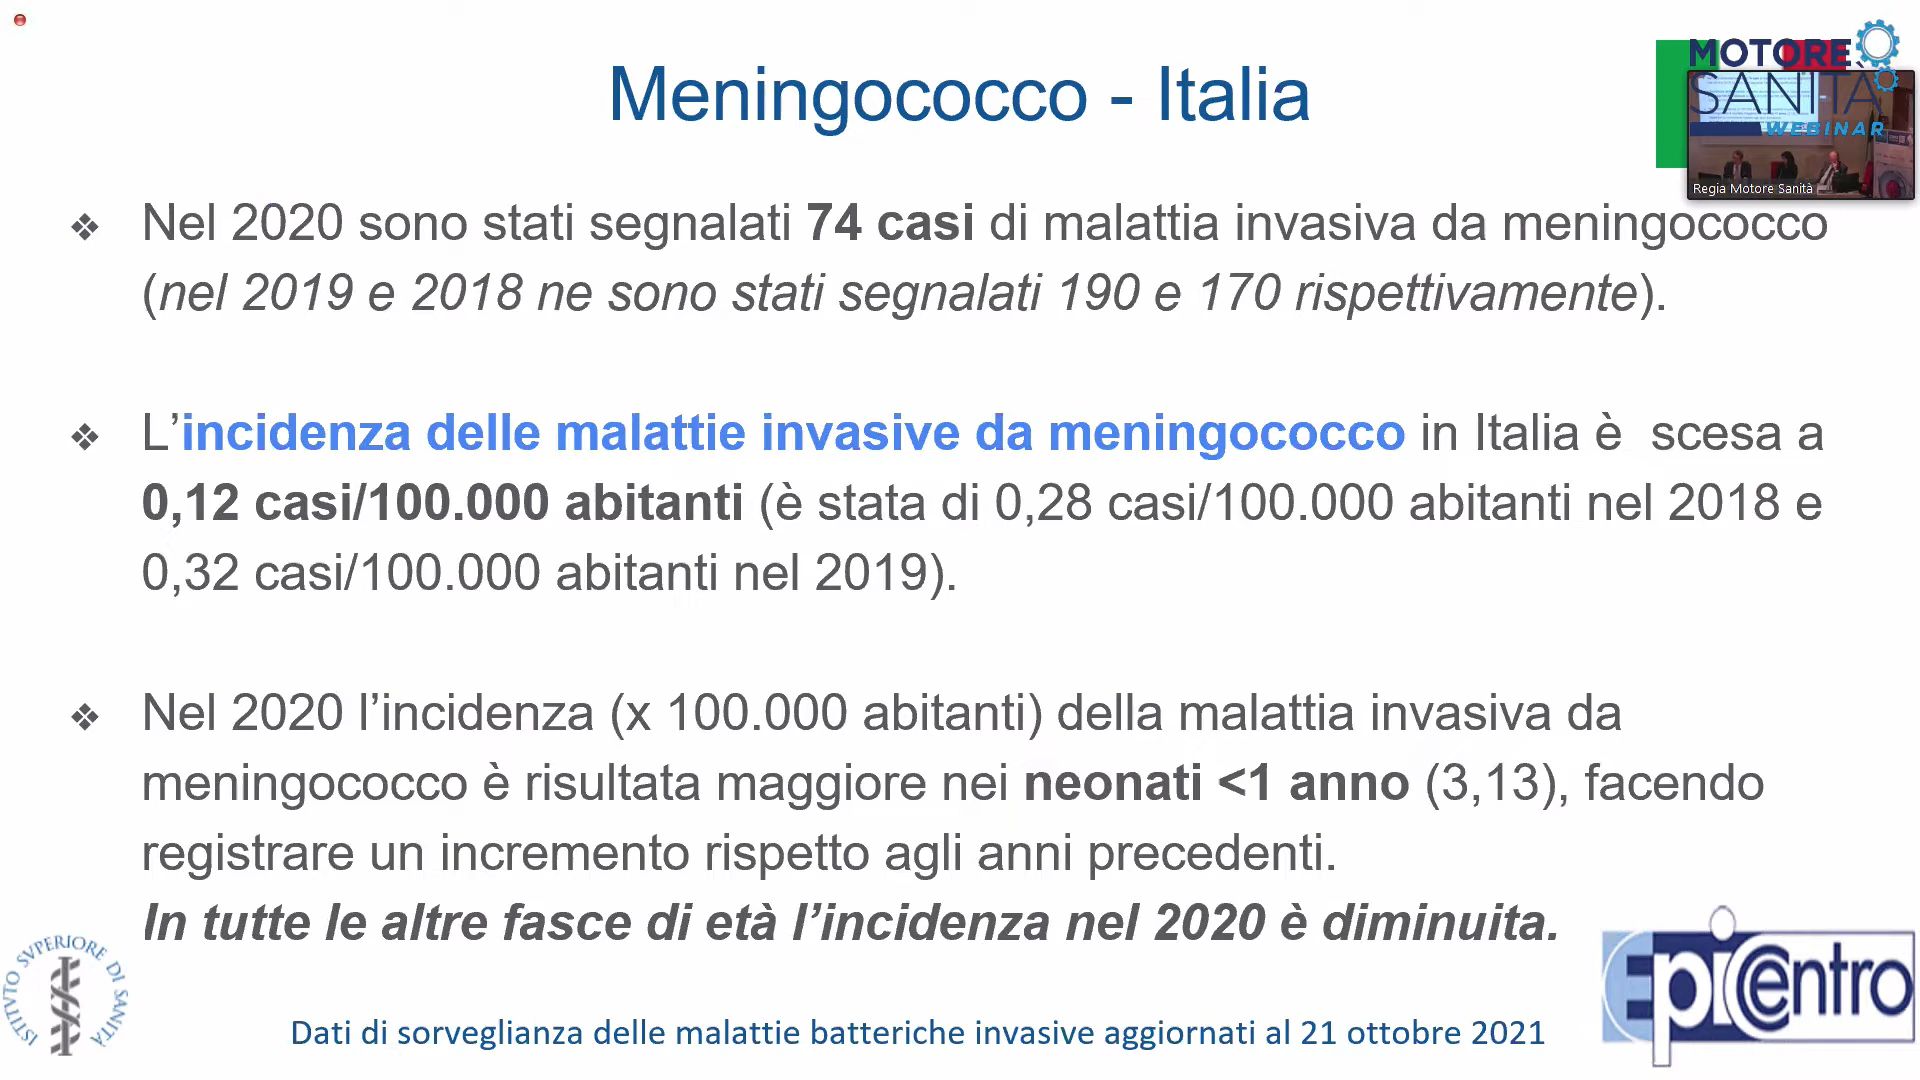 Meningococco - Italia
MOTORE
SANITÀ
WEBINAR
Regia Motore Sanità
❖ Nel 2020 sono stati segnalati 74 casi di malattia invasiva da meningococco
(nel 2019 e 2018 ne sono stati segnalati 190 e 170 rispettivamente).
❖ L’incidenza delle malattie invasive da meningococco in Italia è scesa a
0,12 casi/100.000 abitanti (è stata di 0,28 casi/100.000 abitanti nel 2018 e
0,32 casi/100.000 abitanti nel 2019).
❖ Nel 2020 l’incidenza (x 100.000 abitanti) della malattia invasiva da
meningococco è risultata maggiore nei neonati <1 anno (3,13), facendo
registrare un incremento rispetto agli anni precedenti.
In tutte le altre fasce di età l’incidenza nel 2020 è diminuita.
ISTITVTO SVPERIORE DI SANITÀ
EpiCentro
Dati di sorveglianza delle malattie batteriche invasive aggiornati al 21 ottobre 2021